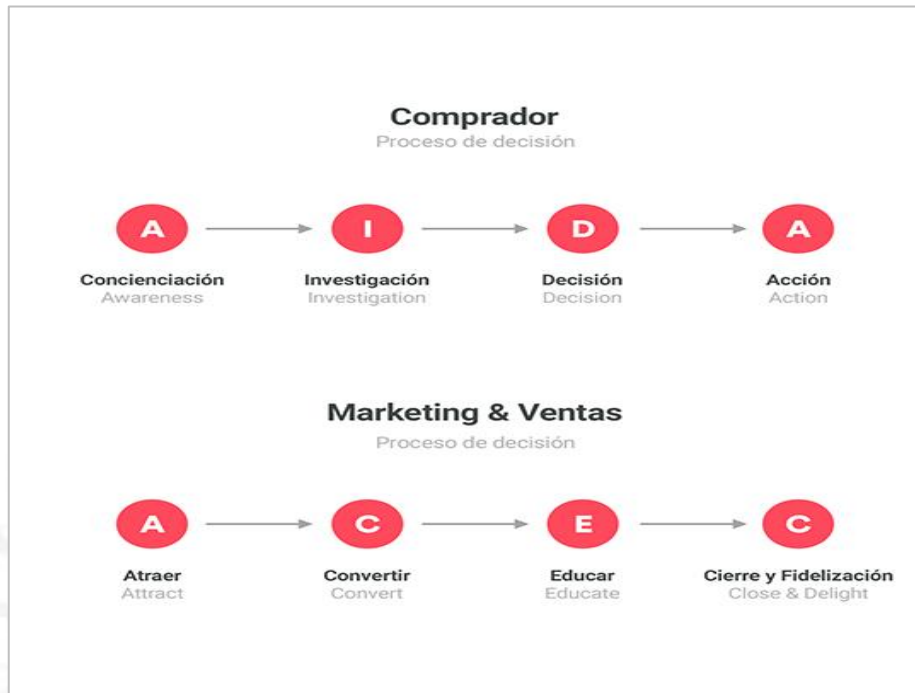 Comprador
Proceso de decisión
A I D A
Concienciación Investigación Decisión Acción
Awareness Investigation Decision Action
Marketing & Ventas
Proceso de decisión
A C E C
Atraer Convertir Educar Cierre y Fidelización
Attract Convert Educate Close & Delight